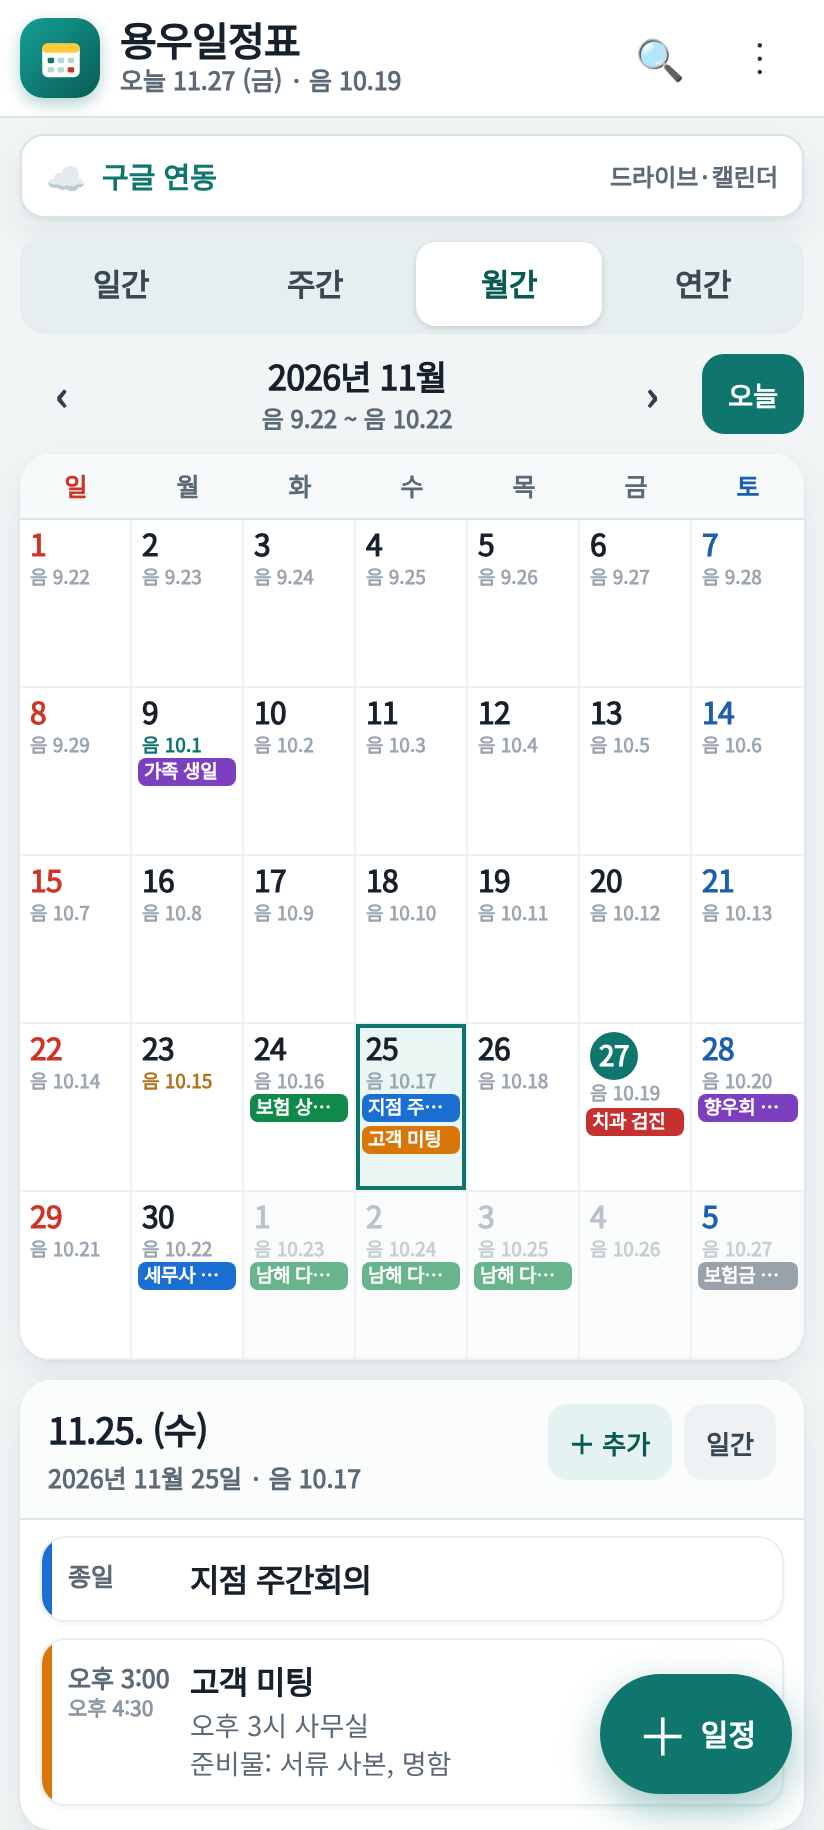 용우일정표
오늘 11.27 (금) · 음 10.19
구글 연동
드라이브·캘린더
일간 주간 월간 연간
‹ 2026년 11월 › 오늘
음 9.22 ~ 음 10.22
일 월 화 수 목 금 토
1 2 3 4 5 6 7
음 9.22 음 9.23 음 9.24 음 9.25 음 9.26 음 9.27 음 9.28
8 9 10 11 12 13 14
음 9.29 음 10.1 음 10.2 음 10.3 음 10.4 음 10.5 음 10.6
가족 생일
15 16 17 18 19 20 21
음 10.7 음 10.8 음 10.9 음 10.10 음 10.11 음 10.12 음 10.13
22 23 24 25 26 27 28
음 10.14 음 10.15 음 10.16 음 10.17 음 10.18 음 10.19 음 10.20
보험 상… 지점 주… 치과 검진 향우회 …
고객 미팅
29 30 1 2 3 4 5
음 10.21 음 10.22 음 10.23 음 10.24 음 10.25 음 10.26 음 10.27
세무사 … 남해 다… 남해 다… 남해 다… 보험금 …
11.25. (수)
2026년 11월 25일 · 음 10.17
+ 추가 일간
종일 지점 주간회의
오후 3:00 고객 미팅
오후 4:30 오후 3시 사무실
준비물: 서류 사본, 명함
+ 일정